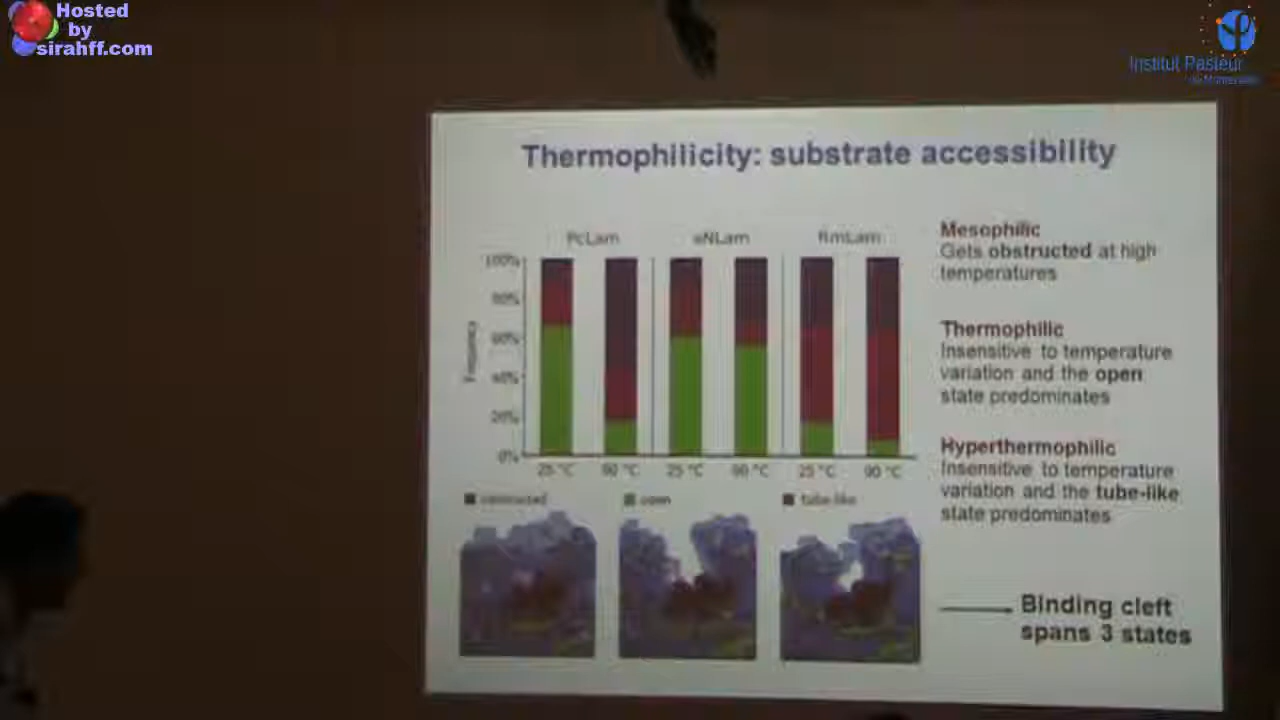 Hosted
by
sirahff.com
Institut Pasteur
Thermophilicity: substrate accessibility
PcLam
RmLam
100%
80%
60%
40%
20%
0%
Frequency
25 °C
90 °C
25 °C
90 °C
25 °C
90 °C
obstructed
open
tube-like
Mesophilic
Gets obstructed at high
temperatures
Thermophilic
Insensitive to temperature
variation and the open
state predominates
Hyperthermophilic
Insensitive to temperature
variation and the tube-like
state predominates
Binding cleft
spans 3 states